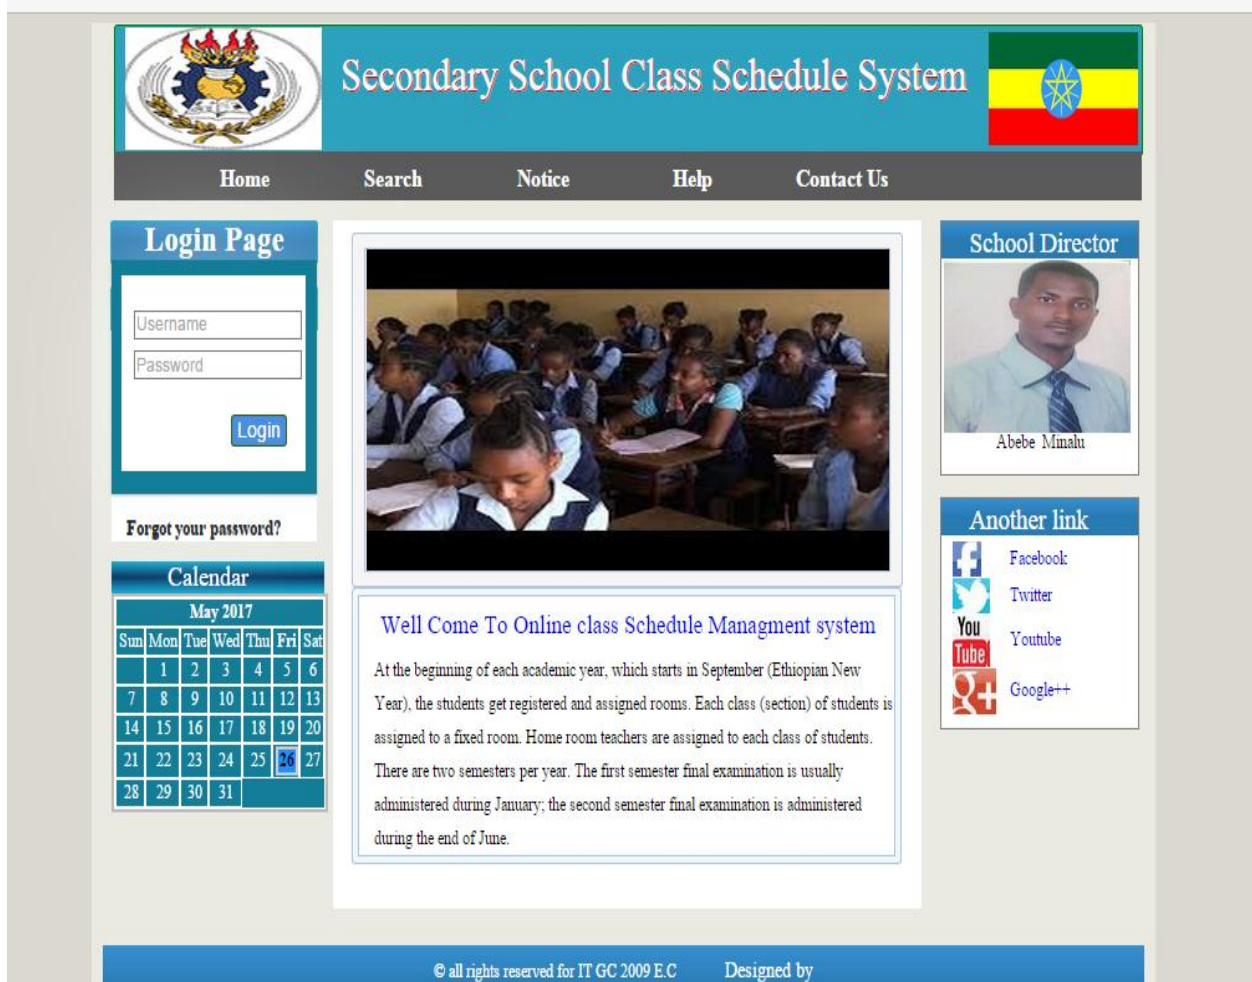 Secondary School Class Schedule System
Home Search Notice Help Contact Us
Login Page
Username
Password
Login
Forgot your password?
Calendar
May 2017
Sun Mon Tue Wed Thu Fri Sat
1 2 3 4 5 6
7 8 9 10 11 12 13
14 15 16 17 18 19 20
21 22 23 24 25 26 27
28 29 30 31
Well Come To Online class Schedule Managment system
At the beginning of each academic year, which starts in September (Ethiopian New
Year), the students get registered and assigned rooms. Each class (section) of students is
assigned to a fixed room. Home room teachers are assigned to each class of students.
There are two semesters per year. The first semester final examination is usually
administered during January; the second semester final examination is administered
during the end of June.
School Director
Abebe Minalu
Another link
f Facebook
Twitter
You
Tube Youtube
g+ Google++
© all rights reserved for IT GC 2009 E.C Designed by